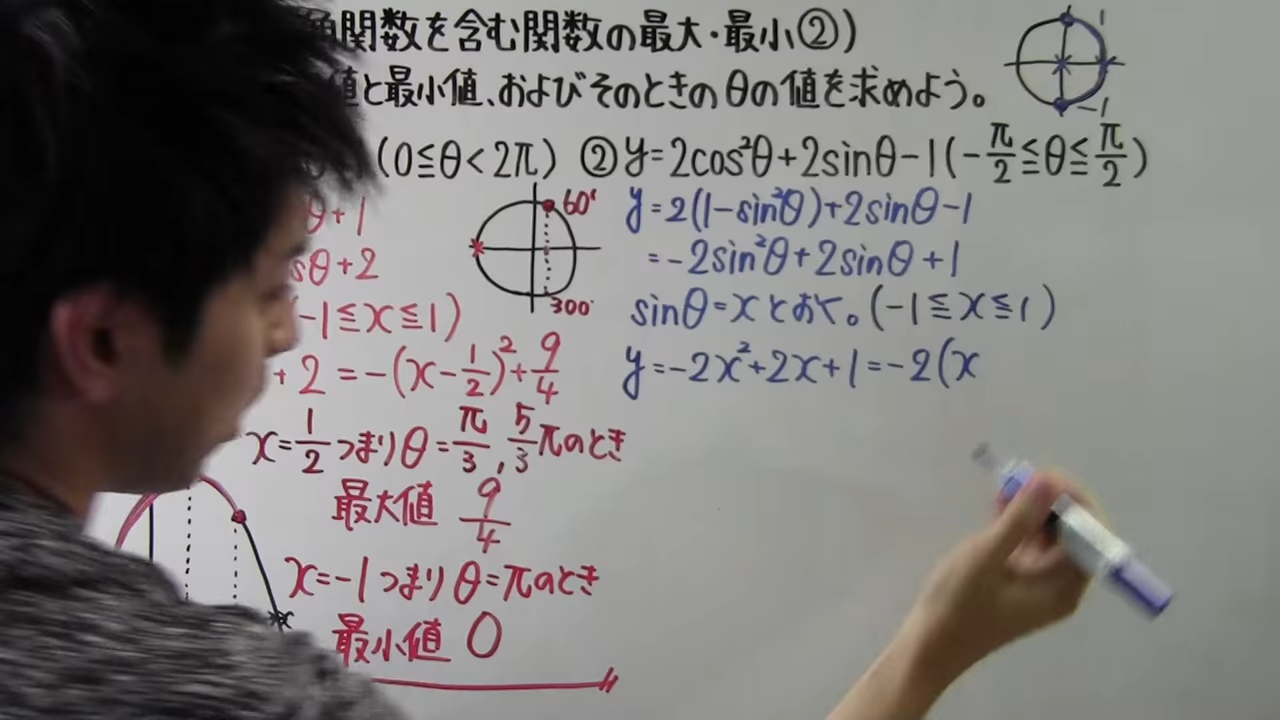 角関数を含む関数の最大・最小②)
値と最小値、およびそのときのθの値を求めよう。
(0≦θ<2π) ②y=2cos²θ+2sinθ-1(-π/2≦θ≦π/2)
θ+1
sθ+2
-1≦x≦1)
+2=-(x-1/2)²+9/4
x=1/2つまりθ=π/3,5/3πのとき
最大値 9/4
x=-1つまりθ=πのとき
最小値 0
60°
300°
y=2(1-sin²θ)+2sinθ-1
=-2sin²θ+2sinθ+1
sinθ=xとおく。(-1≦x≦1)
y=-2x²+2x+1=-2(x
1
-1